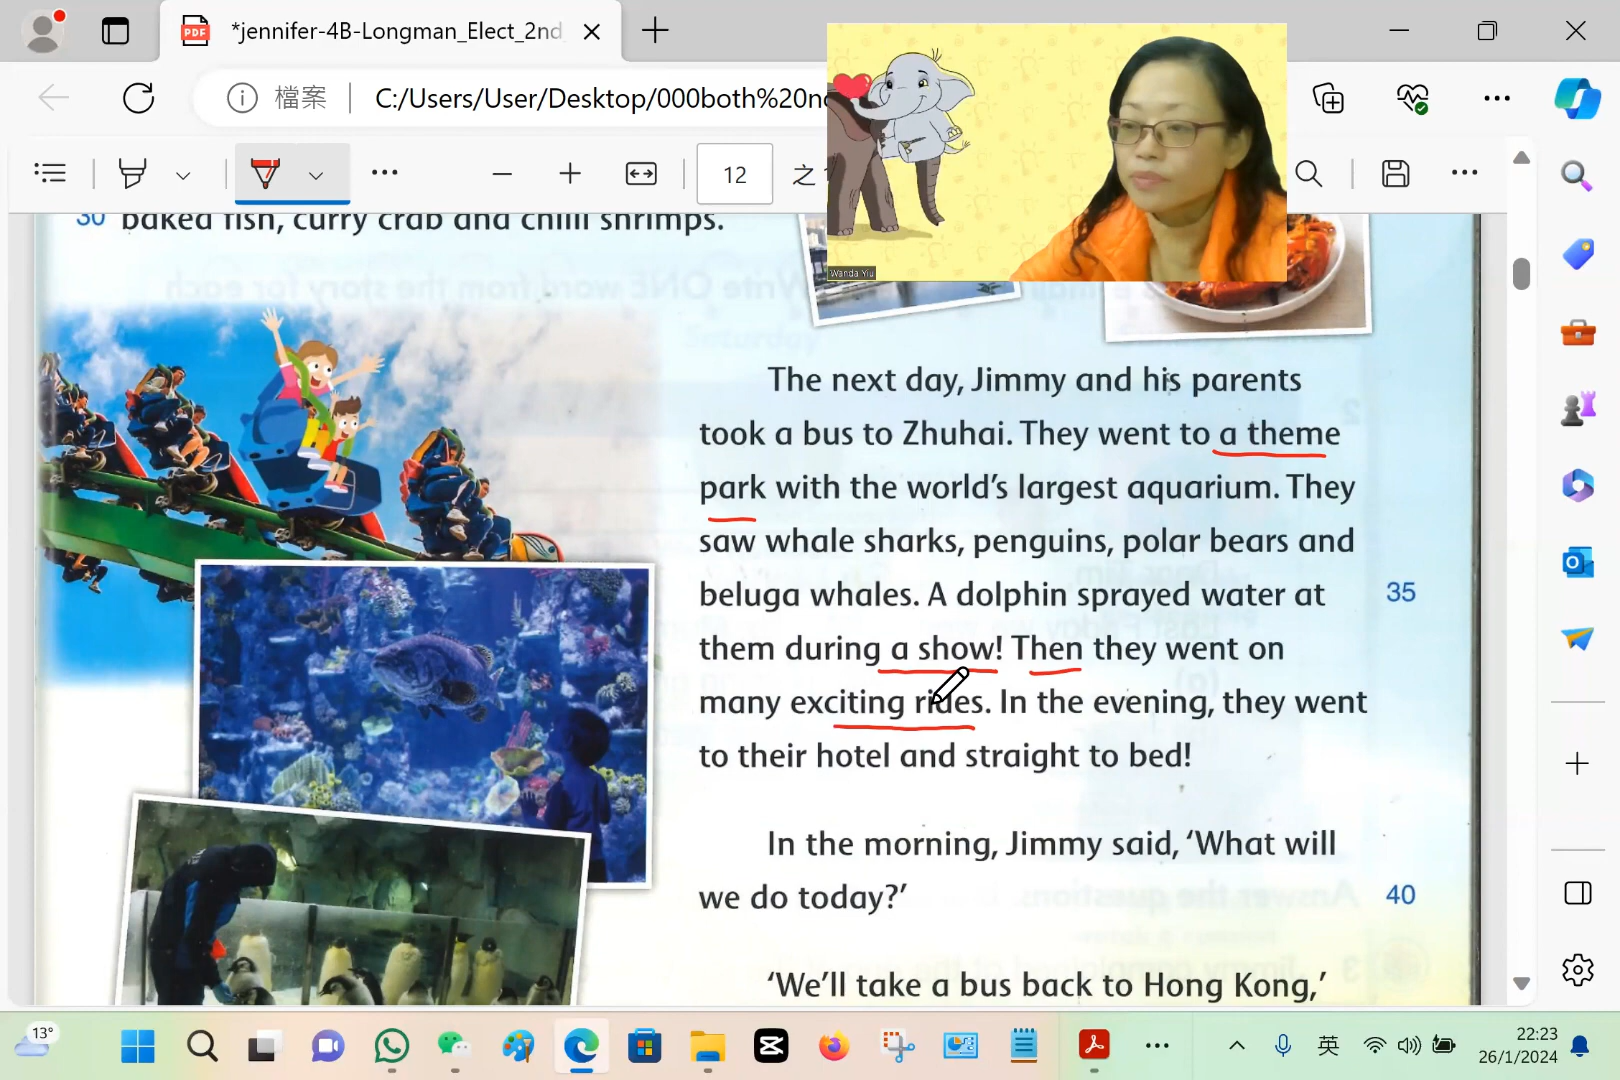 *jennifer-4B-Longman_Elect_2nd_
檔案
C:/Users/User/Desktop/000both%20no
12
之
Wanda Yiu
30 baked fish, curry crab and chilli shrimps.
The next day, Jimmy and his parents
took a bus to Zhuhai. They went to a theme
park with the world's largest aquarium. They
saw whale sharks, penguins, polar bears and
beluga whales. A dolphin sprayed water at 35
them during a show! Then they went on
many exciting rides. In the evening, they went
to their hotel and straight to bed!
In the morning, Jimmy said, 'What will
we do today?' 40
'We'll take a bus back to Hong Kong,'
13°
英
22:23
26/1/2024